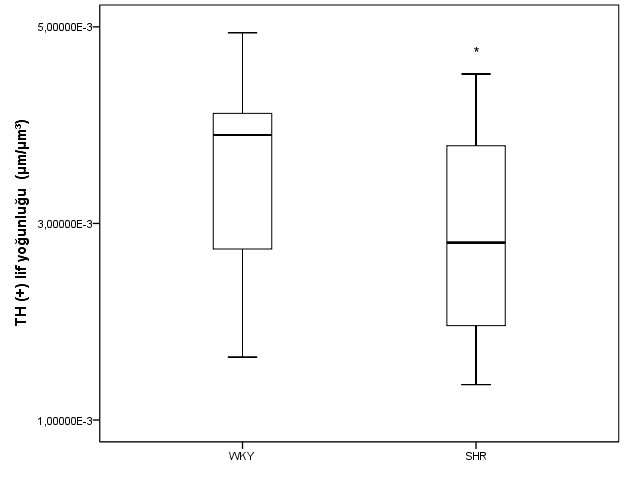 5,00000E-3
*
3,00000E-3
TH (+) lif yoğunluğu (µm/µm³)
1,00000E-3
WKY SHR